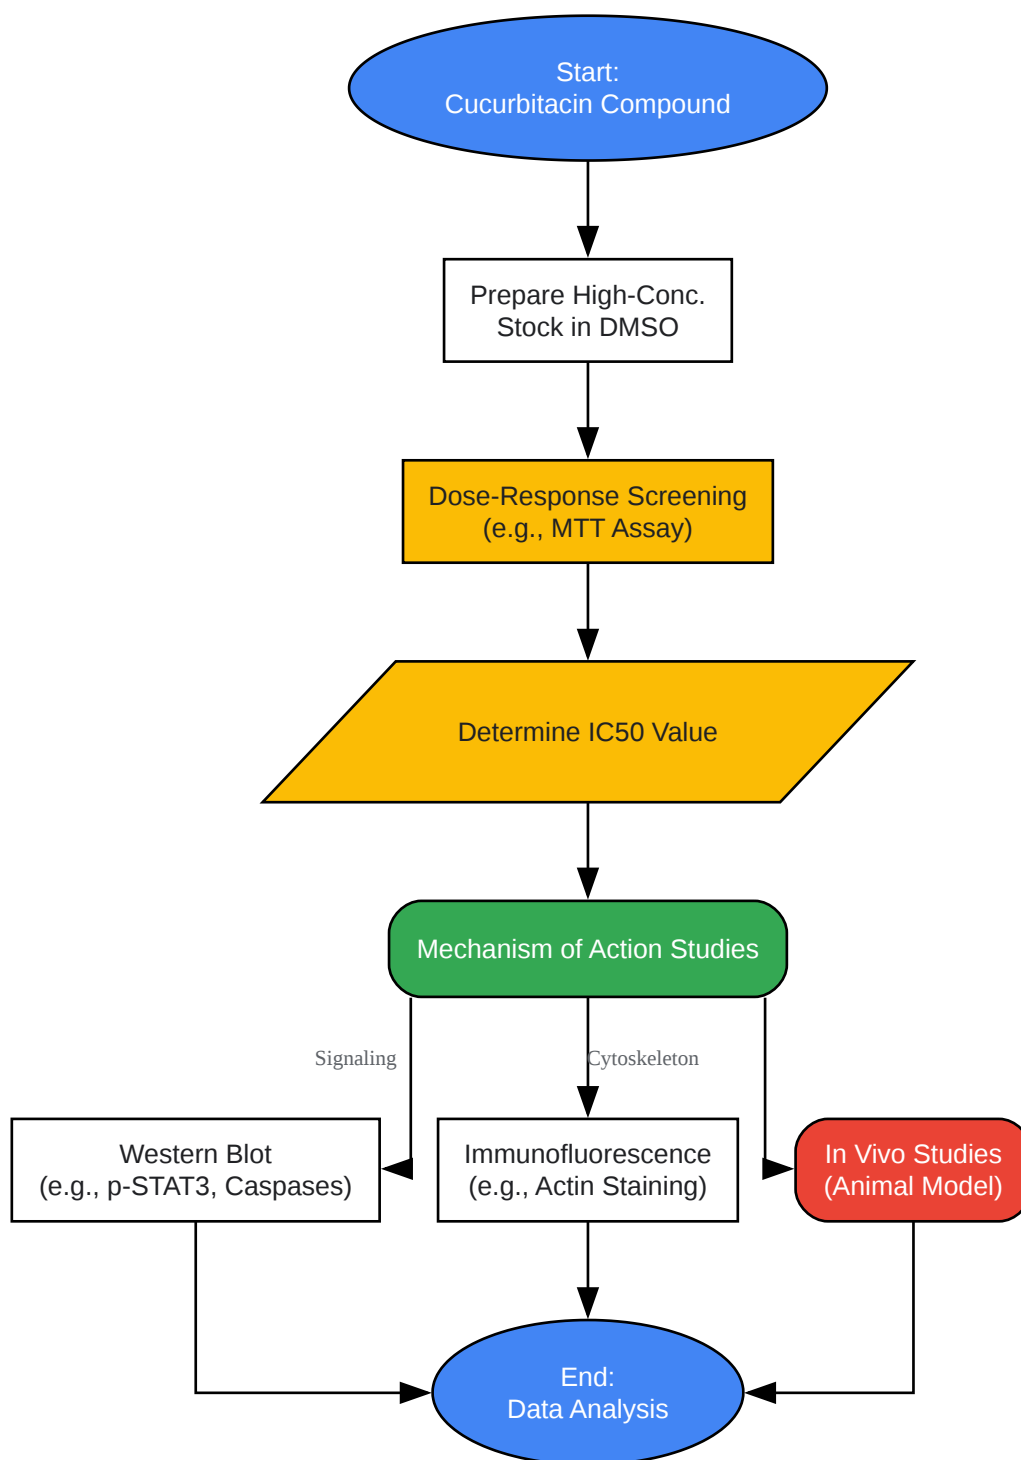 Start:
Cucurbitacin Compound
Prepare High-Conc.
Stock in DMSO
Dose-Response Screening
(e.g., MTT Assay)
Determine IC50 Value
Mechanism of Action Studies
Signaling
Cytoskeleton
Western Blot
(e.g., p-STAT3, Caspases)
Immunofluorescence
(e.g., Actin Staining)
In Vivo Studies
(Animal Model)
End:
Data Analysis